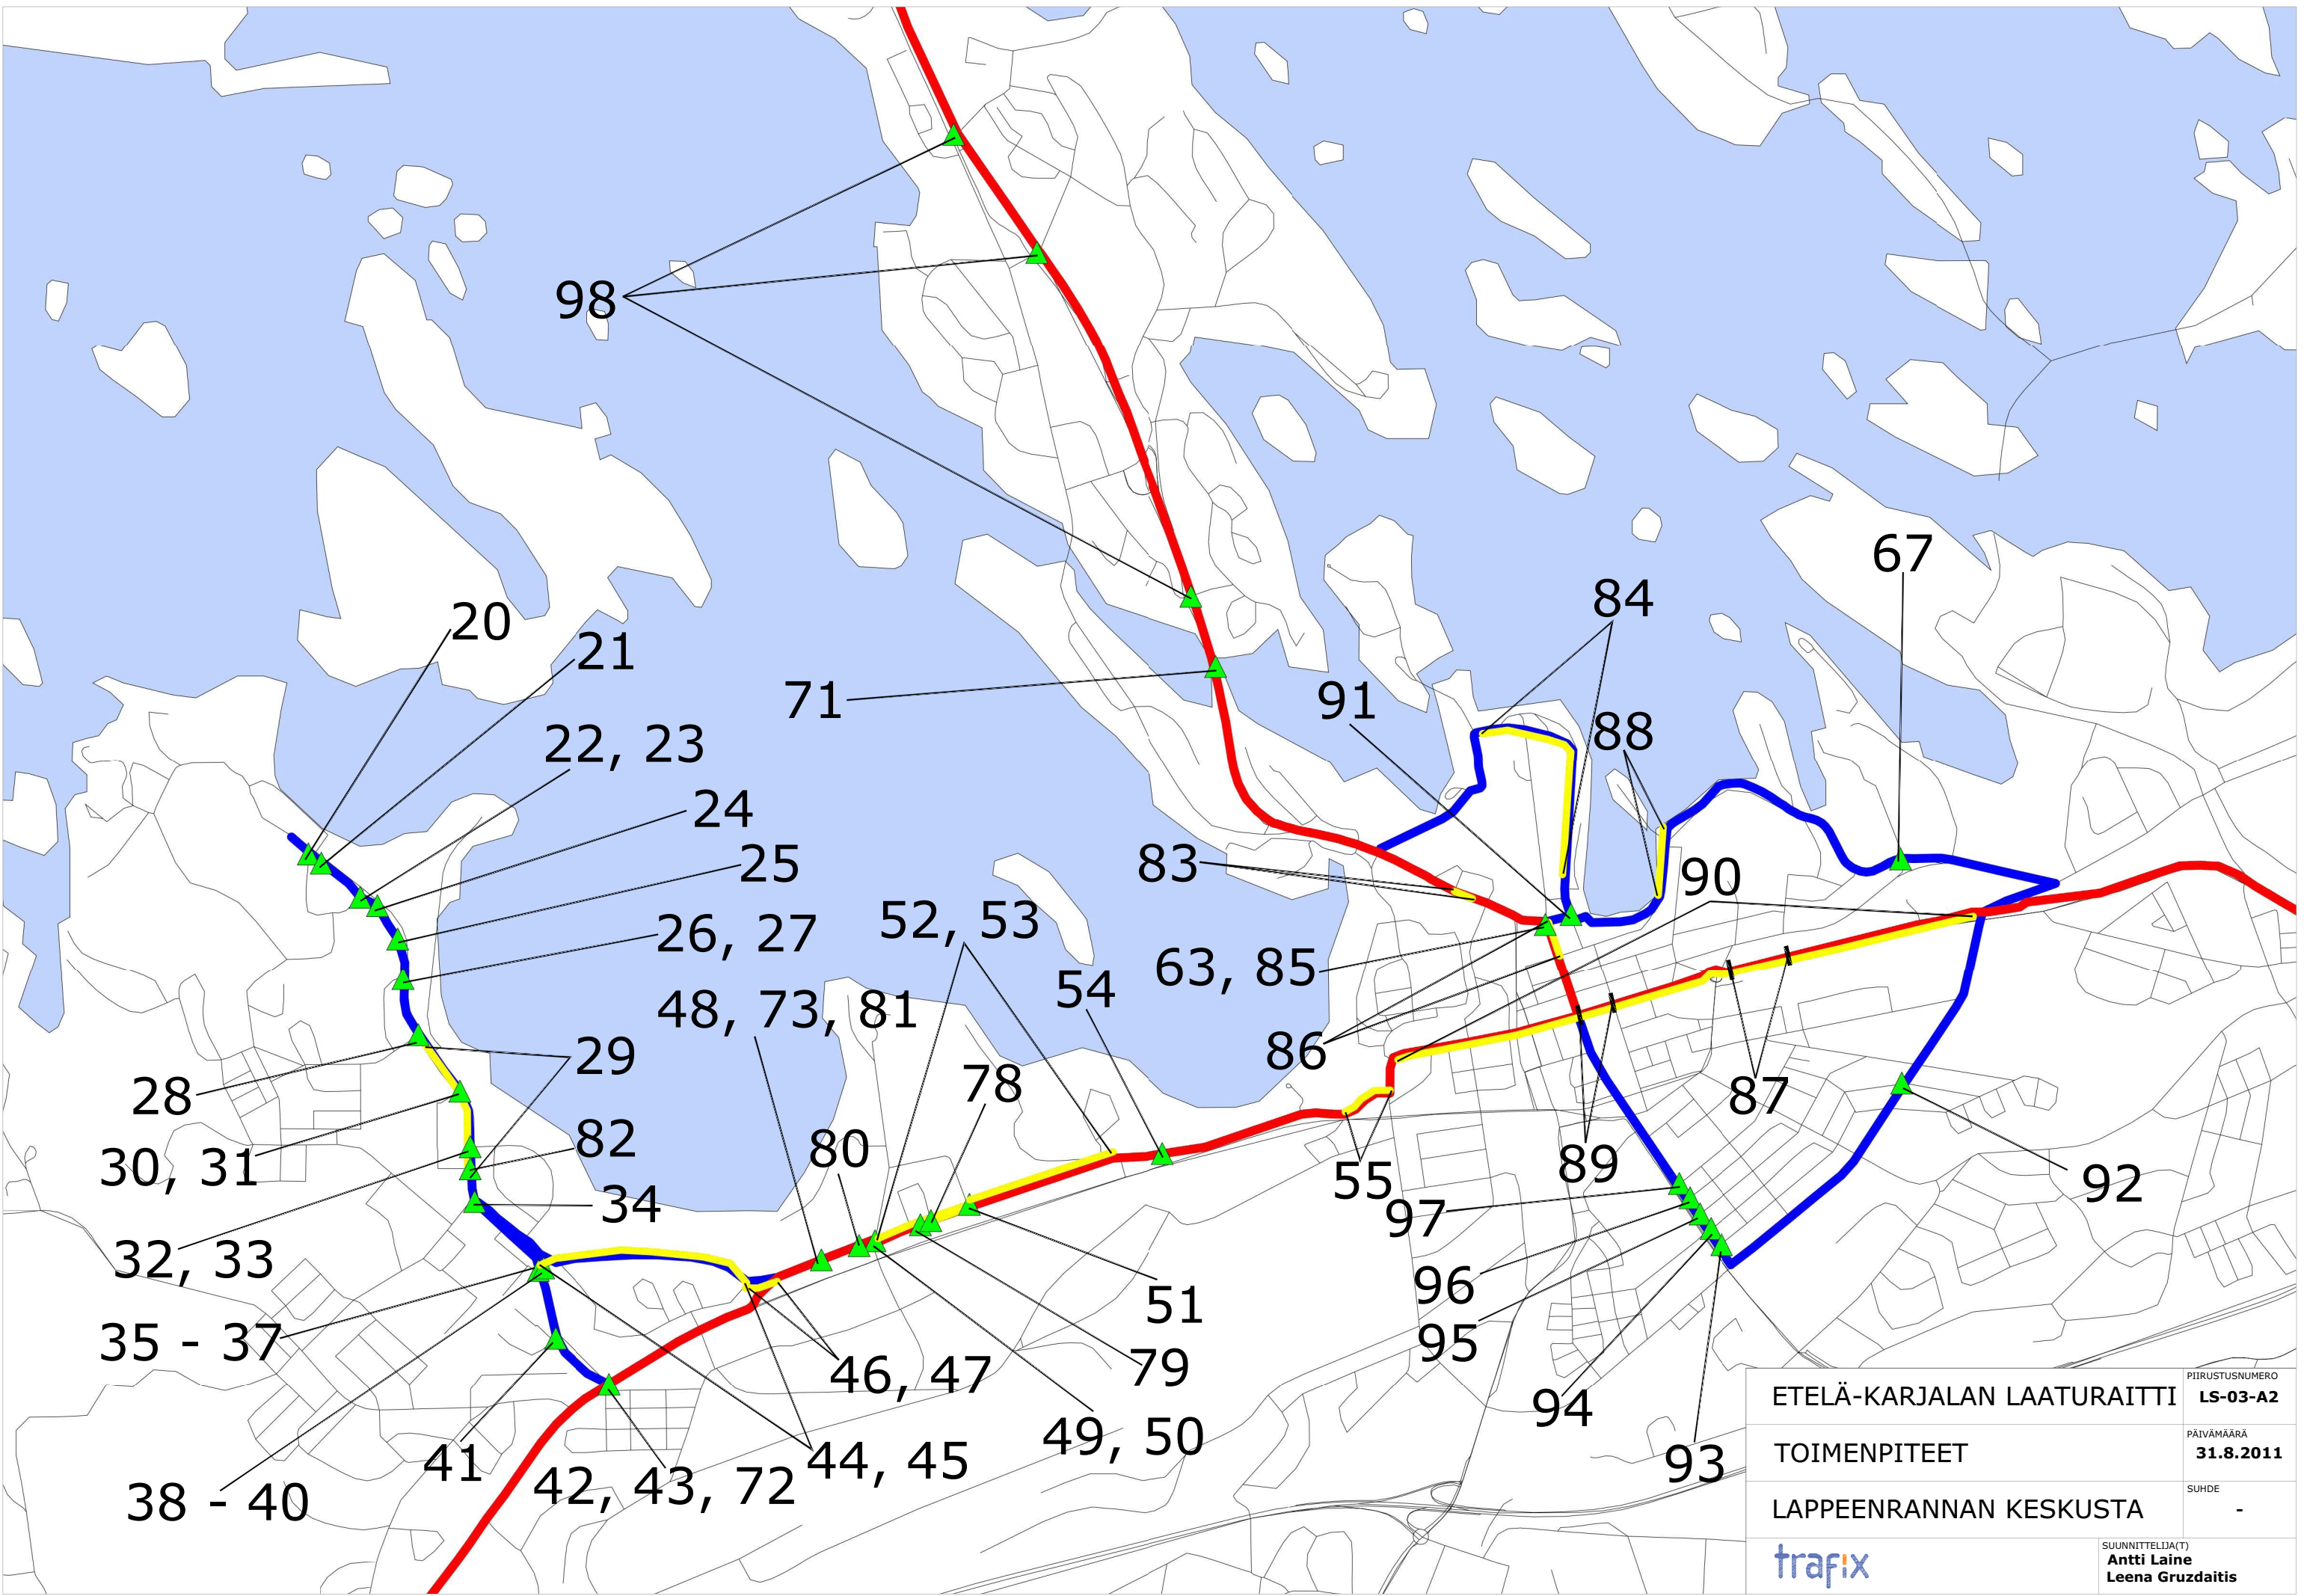 98
67
84
20
21
71
91
88
22, 23
24
25
83
90
26, 27
52, 53
63, 85
54
48, 73, 81
29
86
78
28
87
82
80
30, 31
89
55
92
34
97
32, 33
96
51
35 - 37
95
79
46, 47
94
49, 50
41
44, 45
93
42, 43, 72
38 - 40
ETELÄ-KARJALAN LAATURAITTI
PIIRUSTUSNUMERO
LS-03-A2
TOIMENPITEET
PÄIVÄMÄÄRÄ
31.8.2011
LAPPEENRANNAN KESKUSTA
SUHDE
-
trafix
SUUNNITTELIJA(T)
Antti Laine
Leena Gruzdaitis